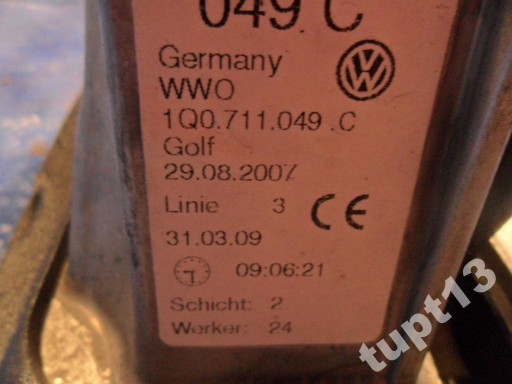 049 C
Germany
WWO
1Q0.711.049 .C
Golf
29.08.2007
Linie 3 CE
31.03.09
09:06:21
Schicht: 2
Werker: 24
tupt13